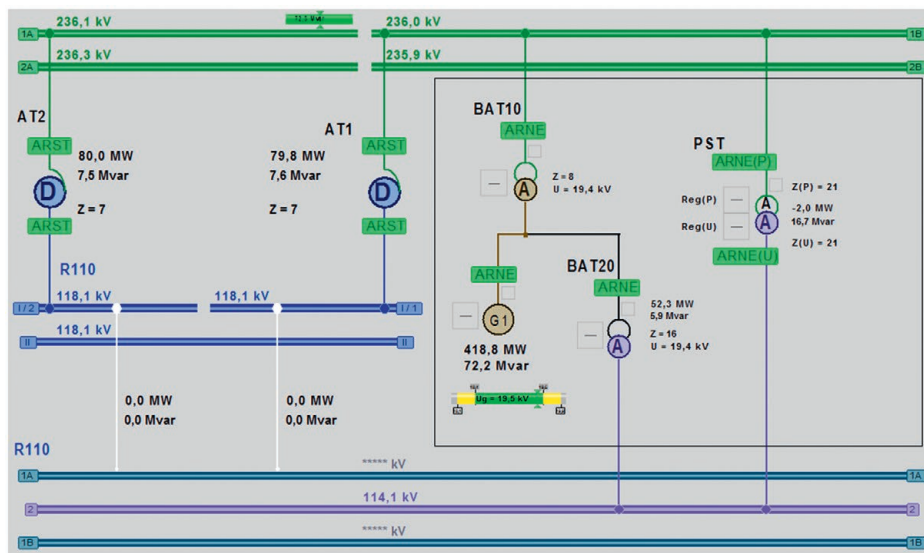 236,1 kV
236,0 kV
1A
1B
236,3 kV
235,9 kV
2A
2B
AT2
AT1
BAT10
PST
ARST
80,0 MW
7,5 Mvar
D
Z = 7
ARST
ARST
79,8 MW
7,6 Mvar
D
Z = 7
ARST
ARNE
Z = 8
U = 19,4 kV
A
ARNE(P)
Reg(P)
Reg(U)
A
A
Z(P) = 21
-2,0 MW
16,7 Mvar
Z(U) = 21
ARNE(U)
BAT20
ARNE
G1
418,8 MW
72,2 Mvar
Ug = 19,5 kV
ARNE
52,3 MW
5,9 Mvar
Z = 16
U = 19,4 kV
A
R110
118,1 kV
118,1 kV
I / 2
I / 1
118,1 kV
II
II
0,0 MW
0,0 Mvar
0,0 MW
0,0 Mvar
R110
***** kV
1A
1A
114,1 kV
2
2
***** kV
1B
1B